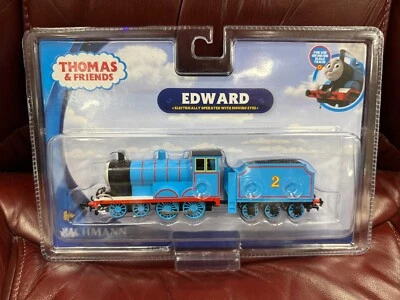 THOMAS
& FRIENDS
EDWARD
•ELECTRICALLY OPERATED WITH MOVING EYES•
2
BACHMANN